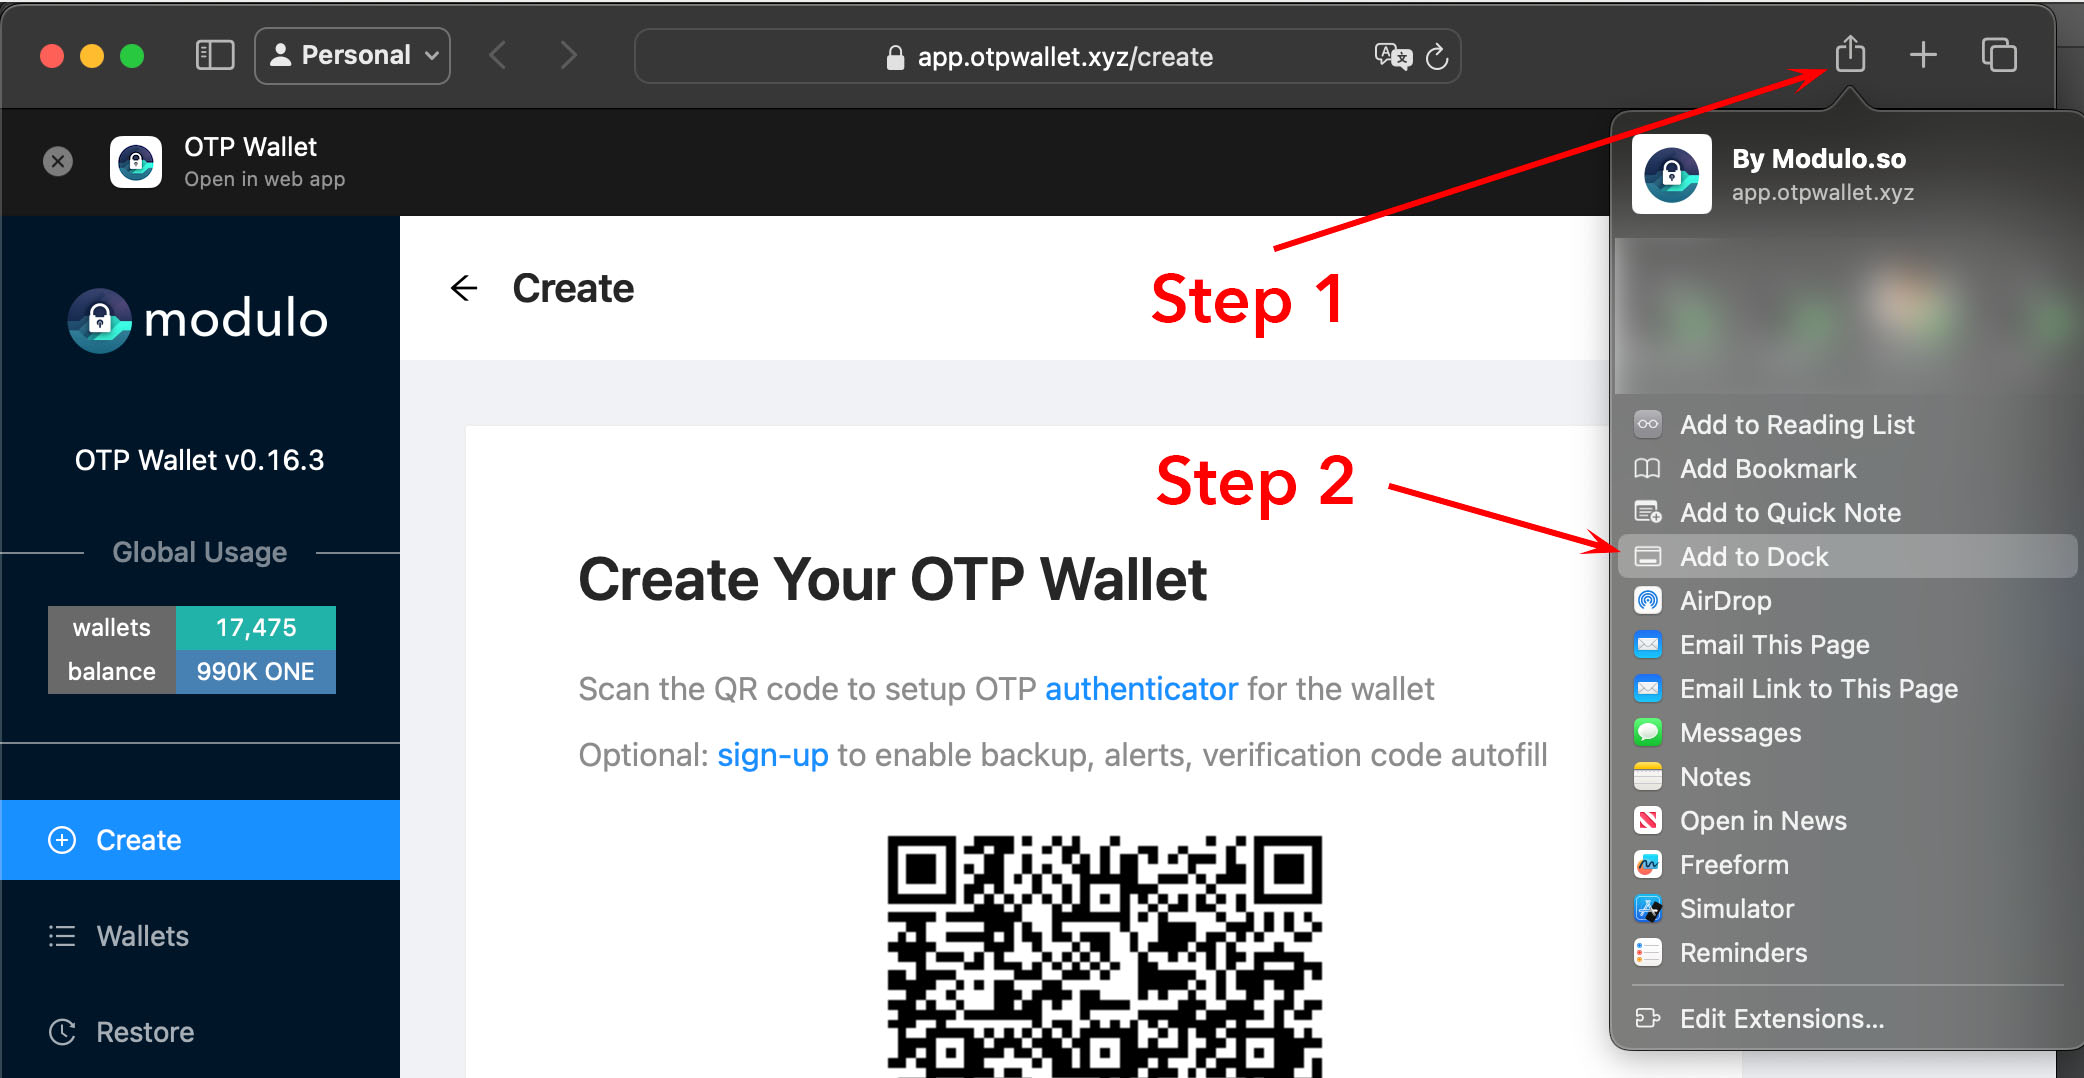 Personal
app.otpwallet.xyz/create
OTP Wallet
Open in web app
By Modulo.so
app.otpwallet.xyz
modulo
Create
Step 1
OTP Wallet v0.16.3
Global Usage
wallets 17,475
balance 990K ONE
Create
Wallets
Restore
Step 2
Create Your OTP Wallet
Scan the QR code to setup OTP authenticator for the wallet
Optional: sign-up to enable backup, alerts, verification code autofill
Add to Reading List
Add Bookmark
Add to Quick Note
Add to Dock
AirDrop
Email This Page
Email Link to This Page
Messages
Notes
Open in News
Freeform
Simulator
Reminders
Edit Extensions...